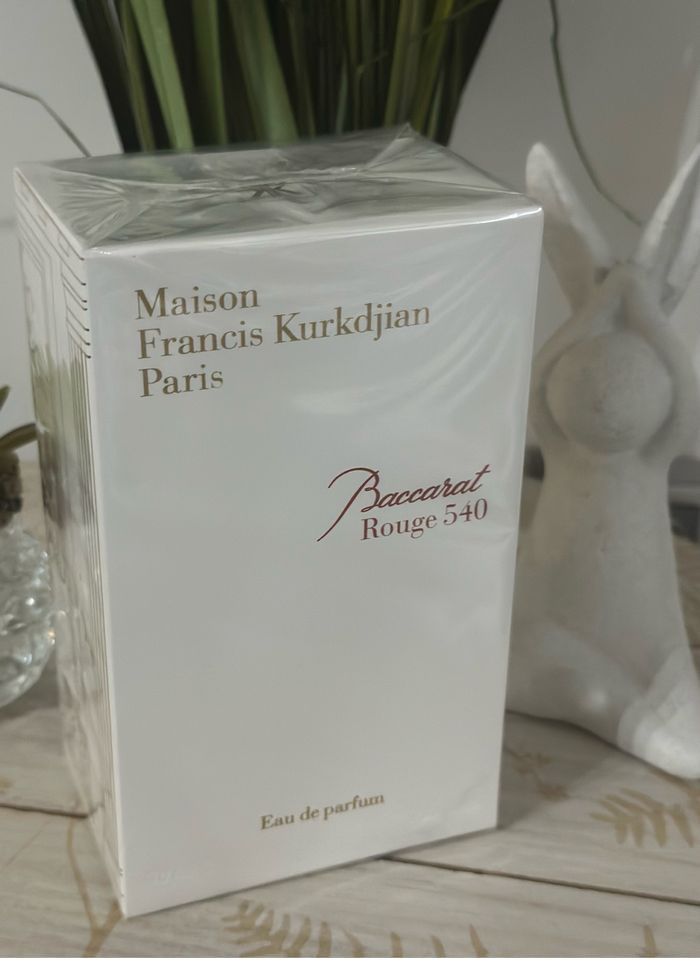 Maison
Francis Kurkdjian
Paris
Baccarat
Rouge 540
Eau de parfum